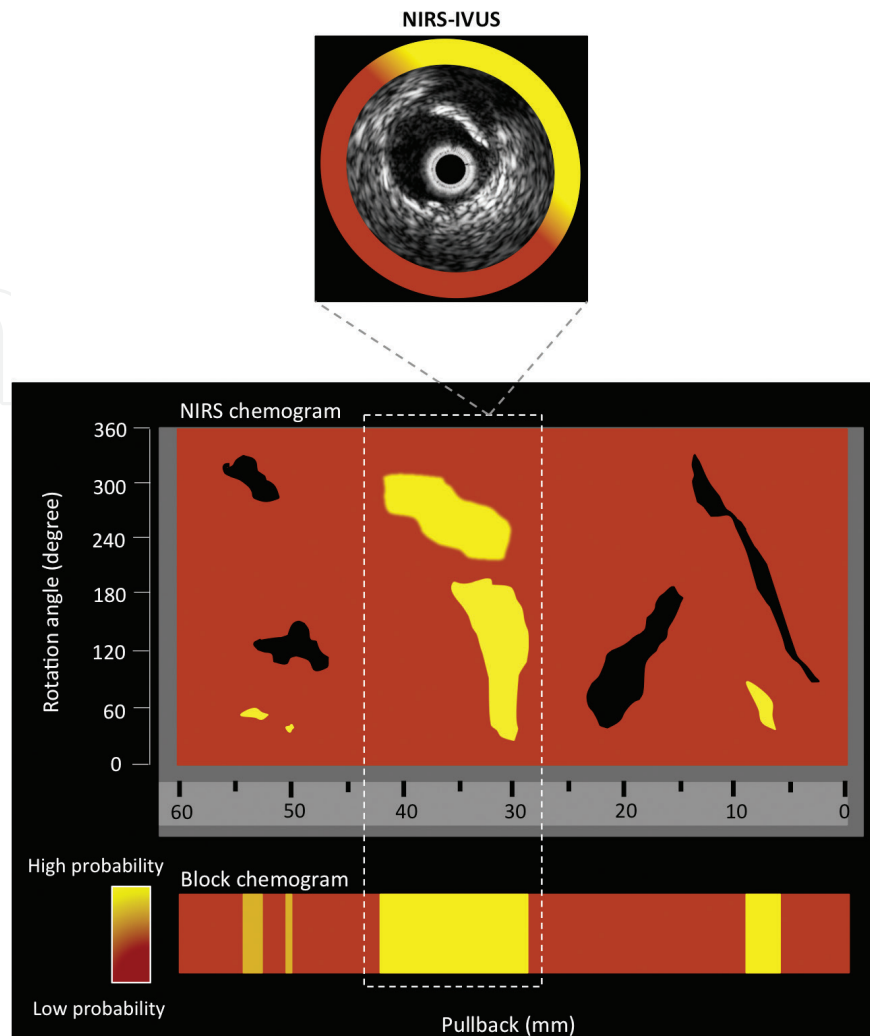 NIRS-IVUS
NIRS chemogram
Rotation angle (degree)
360
300
240
180
120
60
0
60 50 40 30 20 10 0
High probability
Low probability
Block chemogram
Pullback (mm)